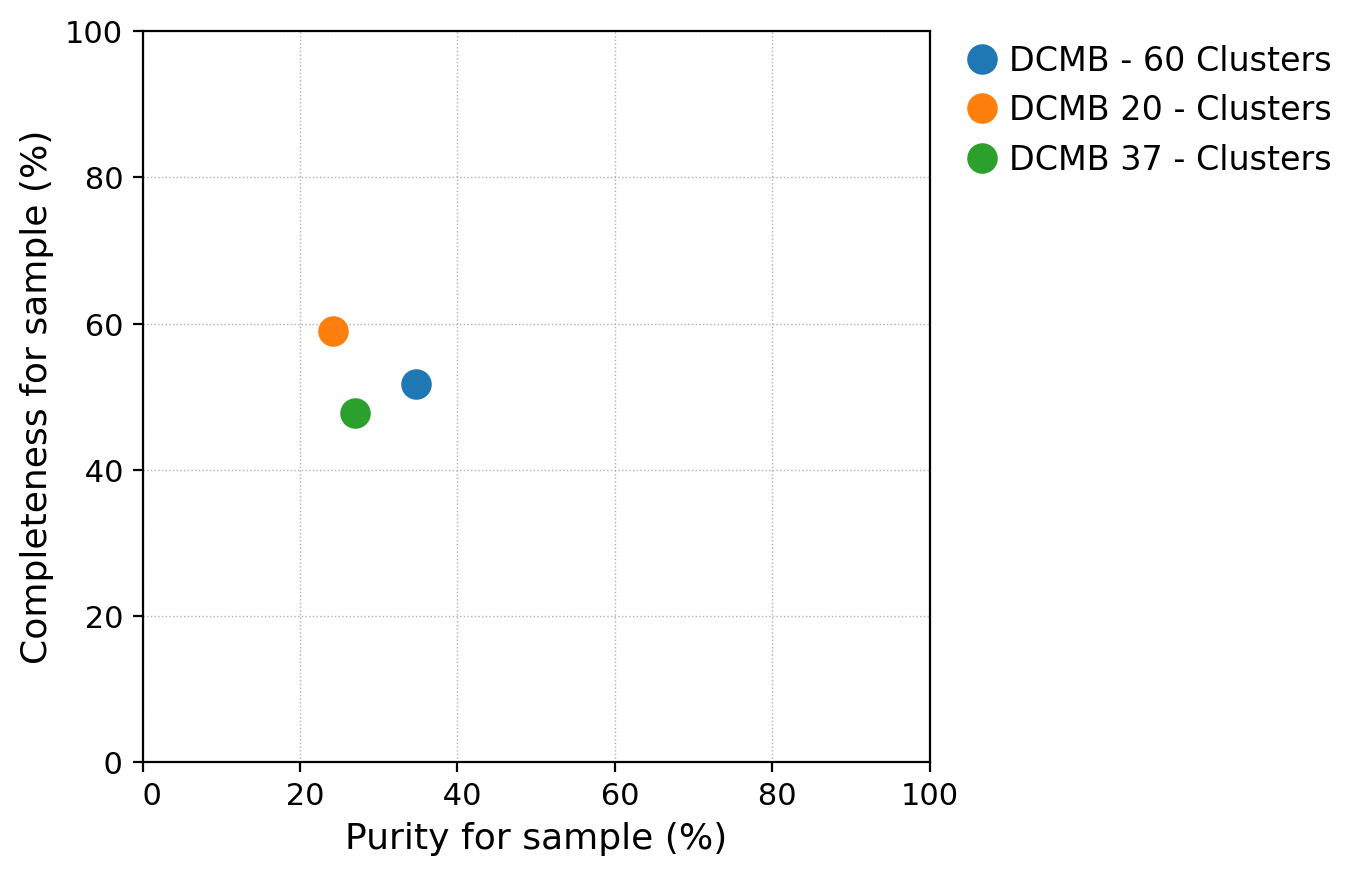 100
80
60
40
20
0
Completeness for sample (%)
0 20 40 60 80 100
Purity for sample (%)
DCMB - 60 Clusters
DCMB 20 - Clusters
DCMB 37 - Clusters